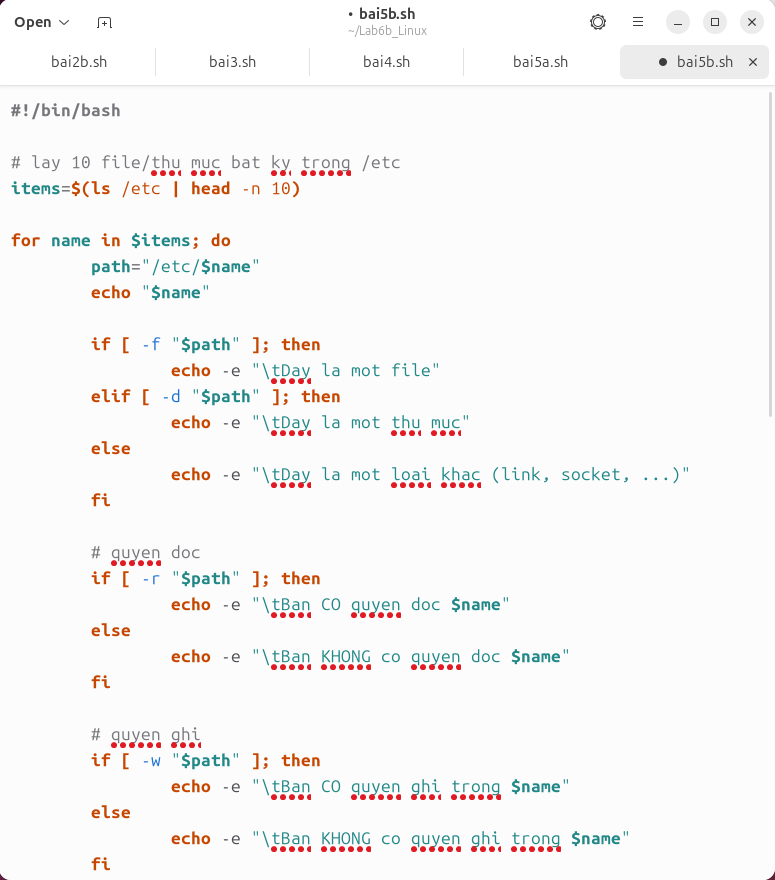 Open
• bai5b.sh
~/Lab6b_Linux
bai2b.sh
bai3.sh
bai4.sh
bai5a.sh
● bai5b.sh
#!/bin/bash
# lay 10 file/thu muc bat ky trong /etc
items=$(ls /etc | head -n 10)
for name in $items; do
        path="/etc/$name"
        echo "$name"
        if [ -f "$path" ]; then
                echo -e "\tDay la mot file"
        elif [ -d "$path" ]; then
                echo -e "\tDay la mot thu muc"
        else
                echo -e "\tDay la mot loai khac (link, socket, ...)"
        fi
        # quyen doc
        if [ -r "$path" ]; then
                echo -e "\tBan CO quyen doc $name"
        else
                echo -e "\tBan KHONG co quyen doc $name"
        fi
        # quyen ghi
        if [ -w "$path" ]; then
                echo -e "\tBan CO quyen ghi trong $name"
        else
                echo -e "\tBan KHONG co quyen ghi trong $name"
        fi